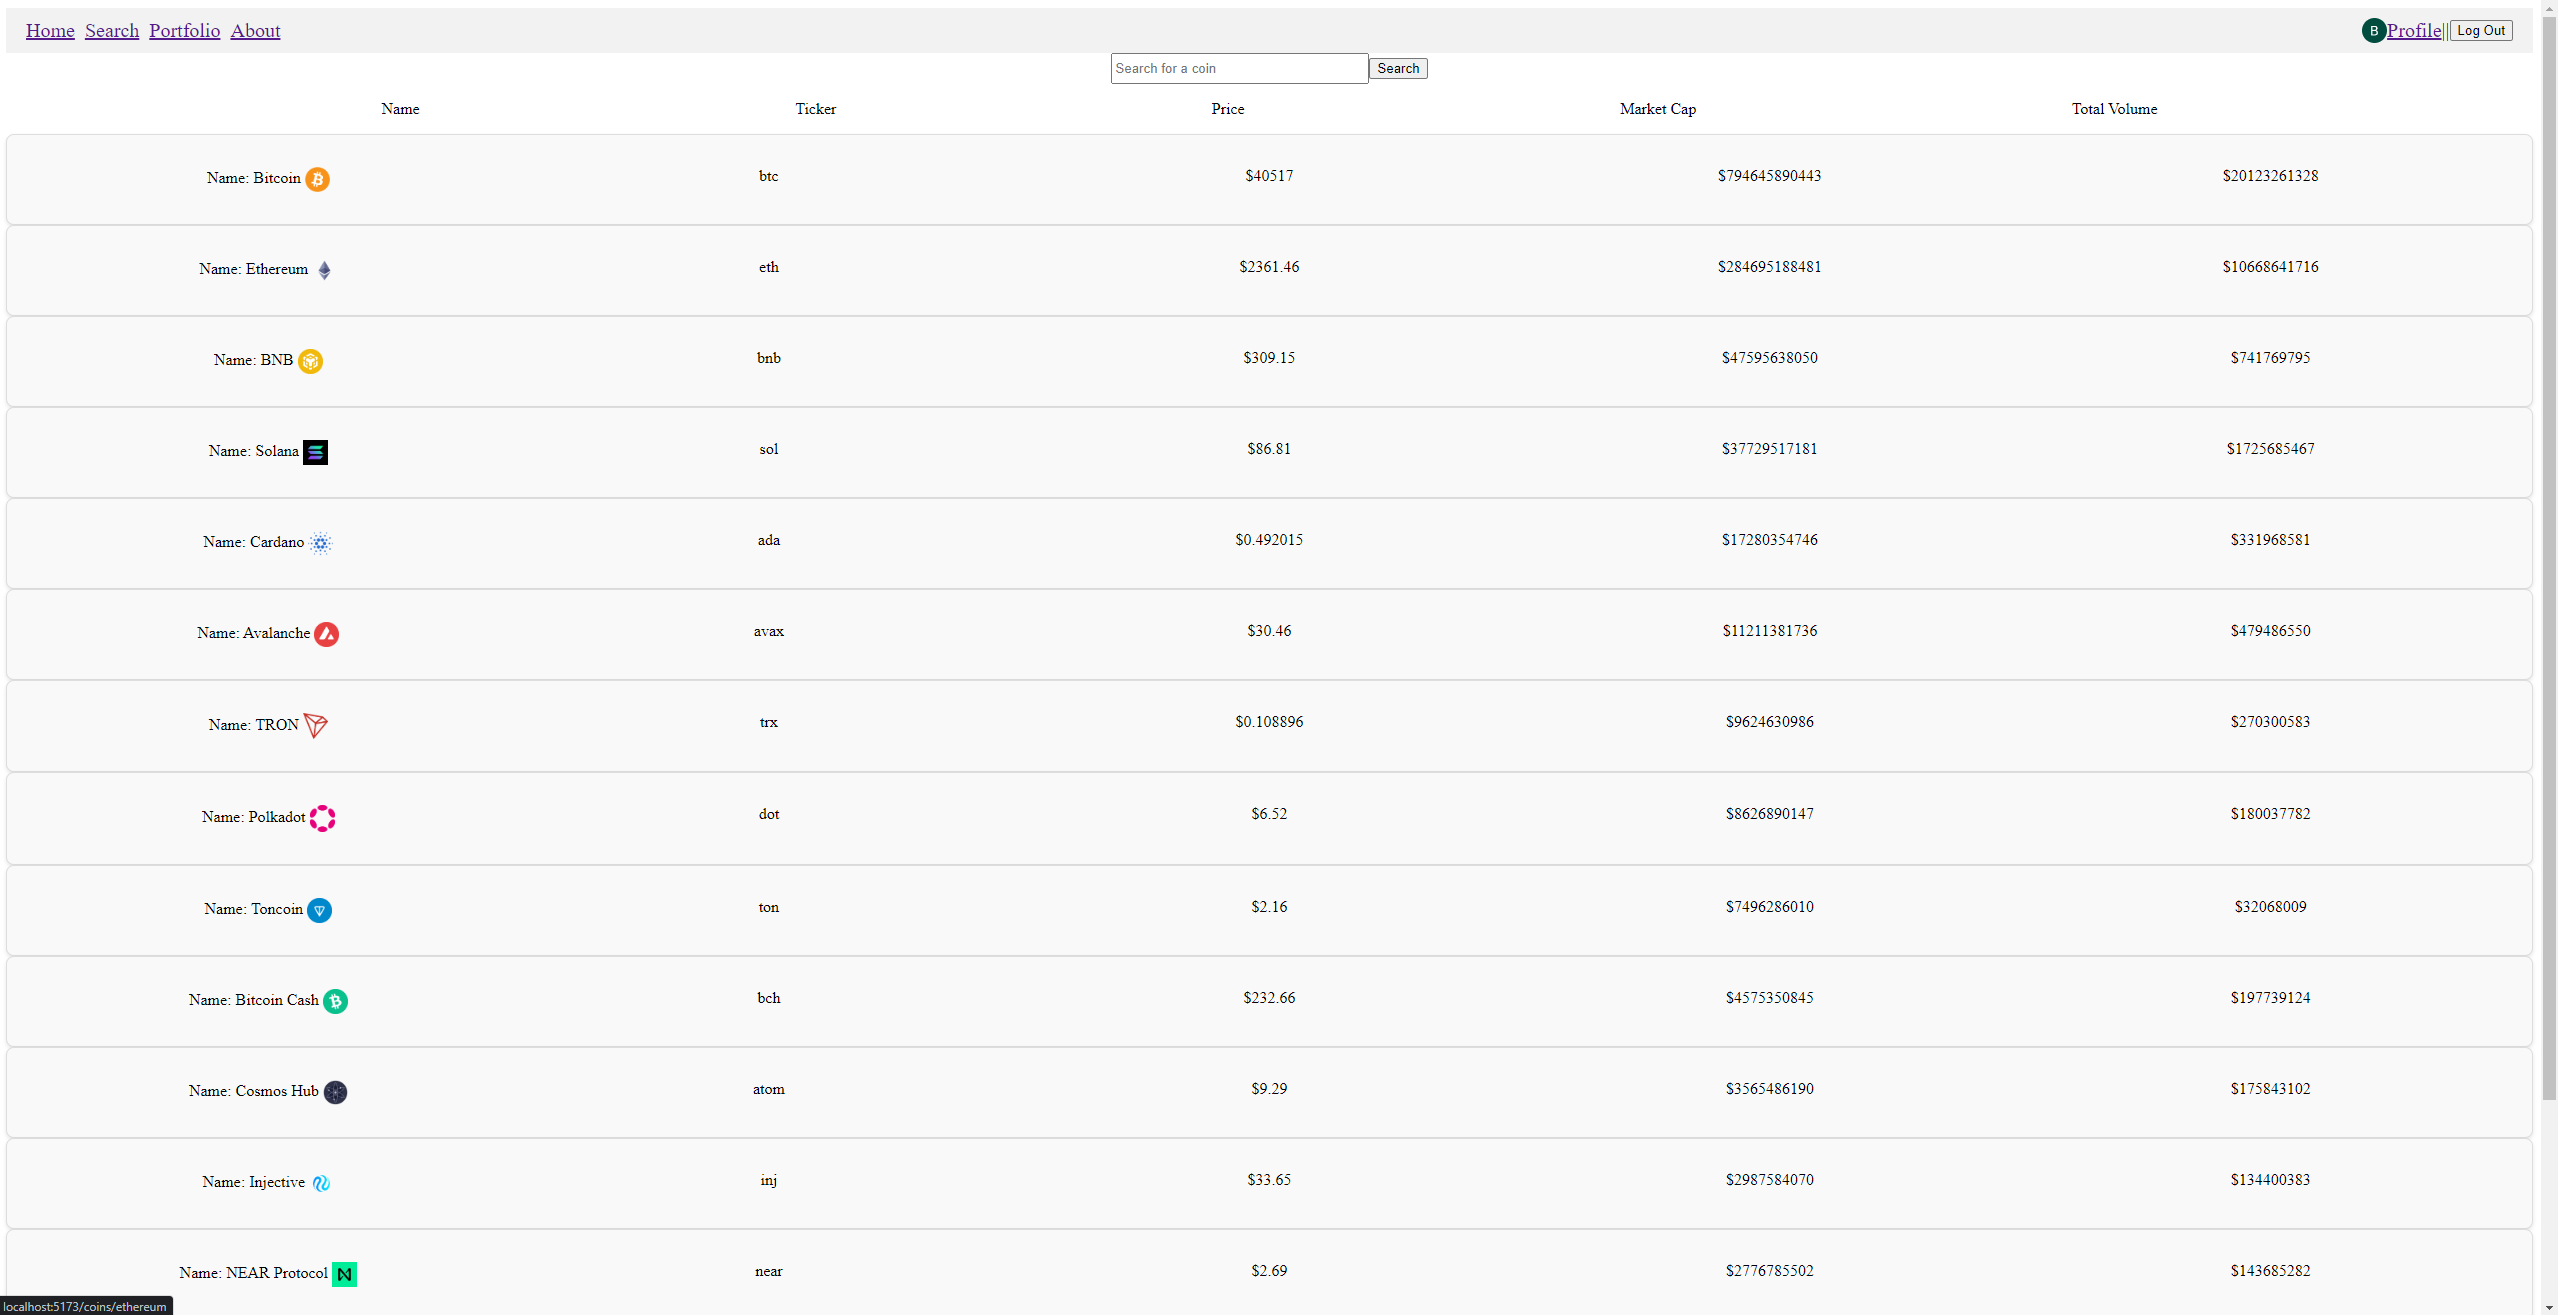 Home Search Portfolio About B Profile||Log Out
Search for a coin Search
Name Ticker Price Market Cap Total Volume
Name: Bitcoin btc $40517 $794645890443 $20123261328
Name: Ethereum eth $2361.46 $284695188481 $10668641716
Name: BNB bnb $309.15 $47595638050 $741769795
Name: Solana sol $86.81 $37729517181 $1725685467
Name: Cardano ada $0.492015 $17280354746 $331968581
Name: Avalanche avax $30.46 $11211381736 $479486550
Name: TRON trx $0.108896 $9624630986 $270300583
Name: Polkadot dot $6.52 $8626890147 $180037782
Name: Toncoin ton $2.16 $7496286010 $32068009
Name: Bitcoin Cash bch $232.66 $4575350845 $197739124
Name: Cosmos Hub atom $9.29 $3565486190 $175843102
Name: Injective inj $33.65 $2987584070 $134400383
Name: NEAR Protocol near $2.69 $2776785502 $143685282
localhost:5173/coins/ethereum